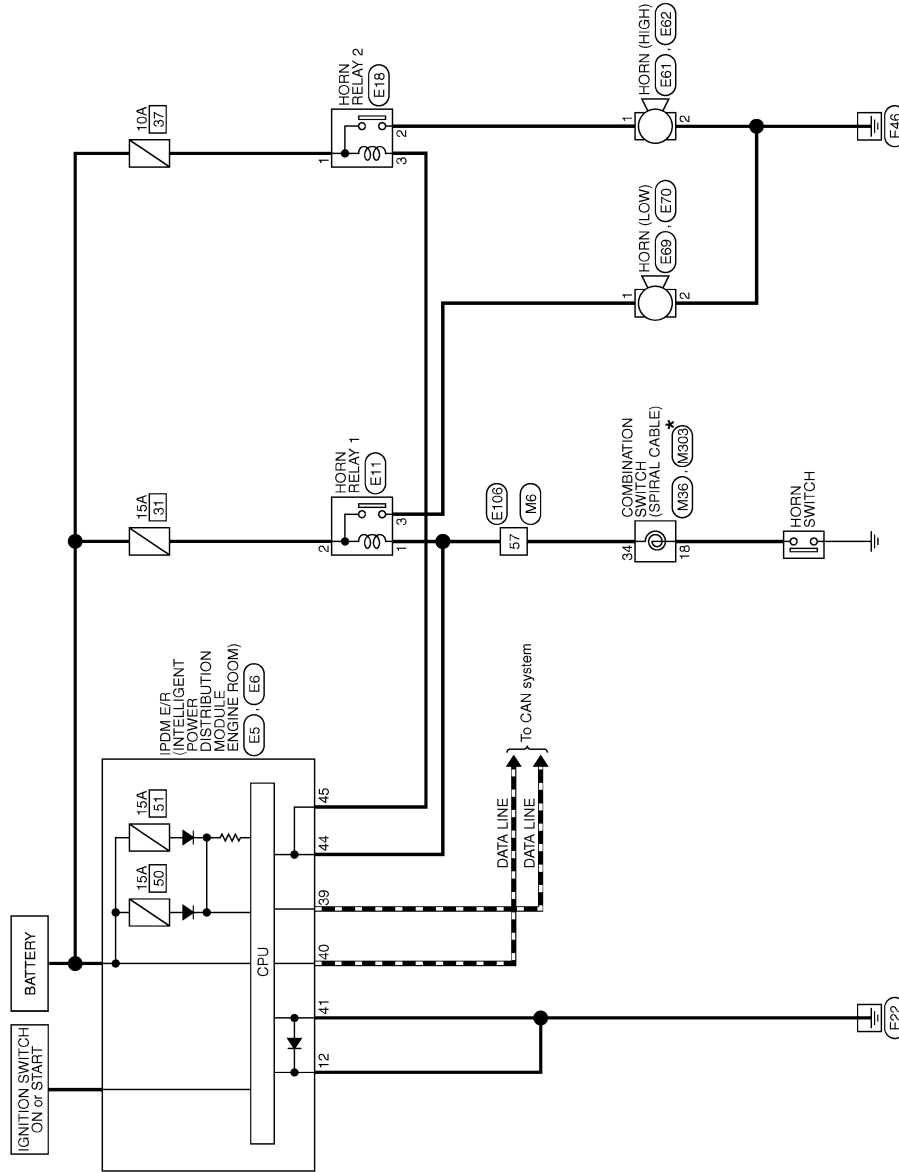 IGNITION SWITCH
ON or START
BATTERY
15A
50
15A
51
15A
31
10A
37
IPDM E/R
(INTELLIGENT
POWER
DISTRIBUTION
MODULE
ENGINE ROOM)
E5 , E6
CPU
12
41
40
39
44
45
HORN
RELAY 1
E11
2
1
3
HORN
RELAY 2
E18
1
3
2
DATA LINE
DATA LINE
To CAN system
57
E106
M6
COMBINATION
SWITCH
(SPIRAL CABLE)
M36 , M303 *
34
18
HORN (LOW)
E69 , E70
1
2
HORN (HIGH)
E61 , E62
1
2
HORN
SWITCH
E22
E46